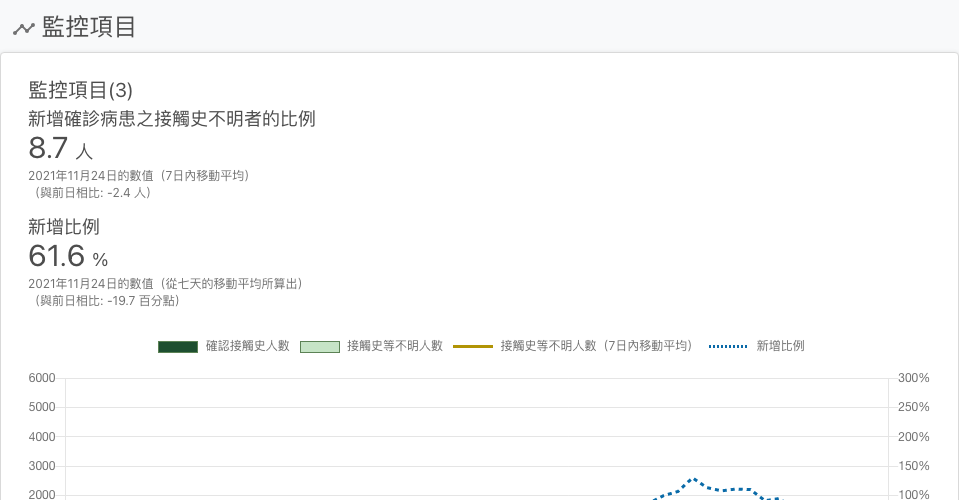 監控項目
監控項目(3)
新增確診病患之接觸史不明者的比例
8.7 人
2021年11月24日的數值（7日內移動平均）
（與前日相比: -2.4 人）
新增比例
61.6 %
2021年11月24日的數值（從七天的移動平均所算出）
（與前日相比: -19.7 百分點）
確認接觸史人數 接觸史等不明人數 接觸史等不明人數（7日內移動平均） 新增比例
6000 300%
5000 250%
4000 200%
3000 150%
2000 100%